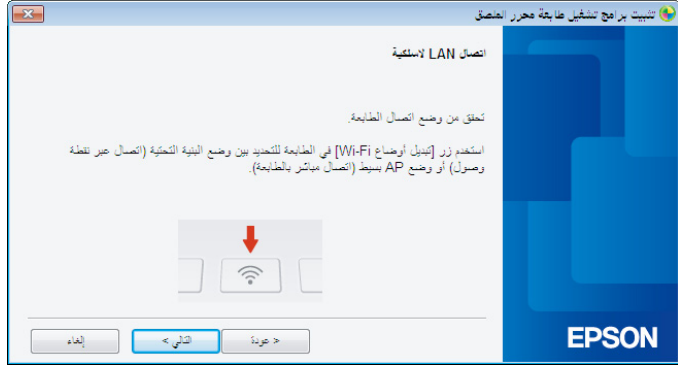 تثبيت برامج تشغيل طابعة محرر الملصق
اتصال LAN لاسلكية
تحقق من وضع اتصال الطابعة.
استخدم زر [تبديل أوضاع Wi-Fi] في الطابعة للتحديد بين وضع البنية التحتية (اتصال عبر نقطة
وصول) أو وضع AP بسيط (اتصال مباشر بالطابعة).
EPSON
< عودة
التالي >
إلغاء